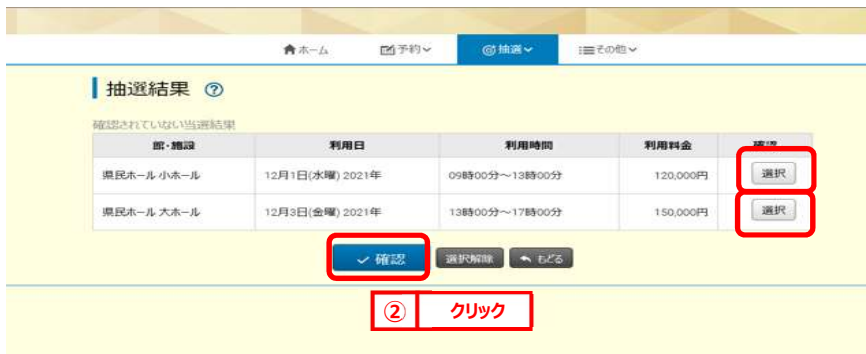 ホーム 予約 抽選 その他
抽選結果 ?
確認されていない当選結果
館・施設 利用日 利用時間 利用料金 確認
県民ホール 小ホール 12月1日(水曜) 2021年 09時00分～13時00分 120,000円 選択
県民ホール 大ホール 12月3日(金曜) 2021年 13時00分～17時00分 150,000円 選択
確認 選択解除 もどる
② クリック